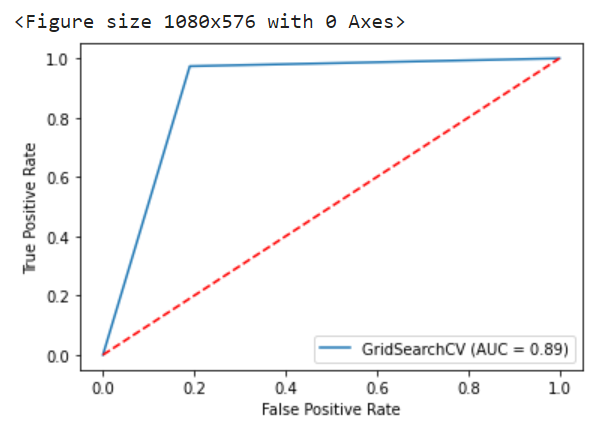 <Figure size 1080x576 with 0 Axes>
1.0
0.8
0.6
0.4
0.2
0.0
True Positive Rate
GridSearchCV (AUC = 0.89)
0.0 0.2 0.4 0.6 0.8 1.0
False Positive Rate